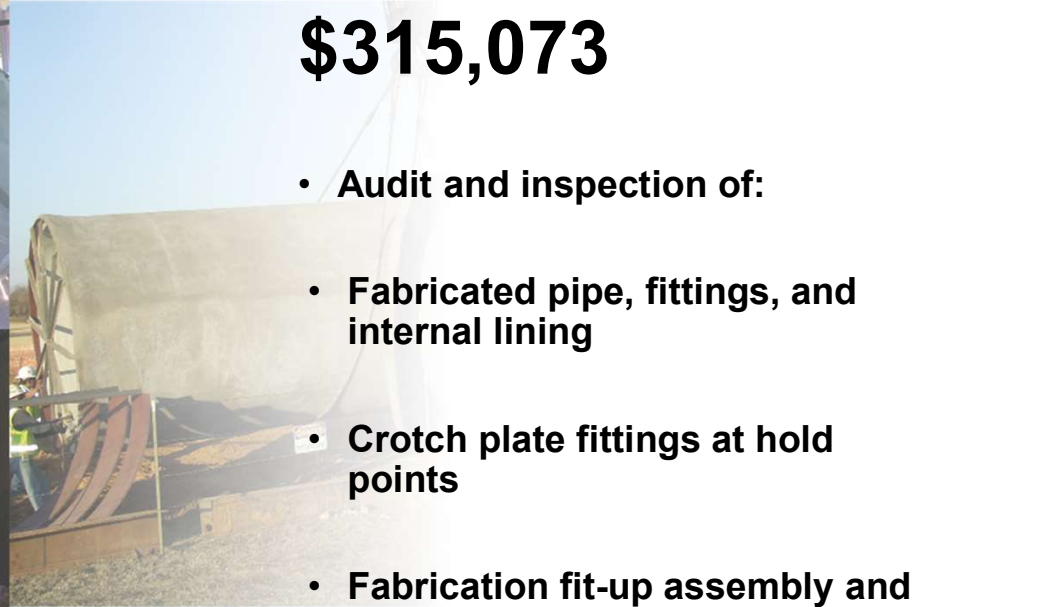 $315,073
• Audit and inspection of:
• Fabricated pipe, fittings, and
internal lining
• Crotch plate fittings at hold
points
• Fabrication fit-up assembly and